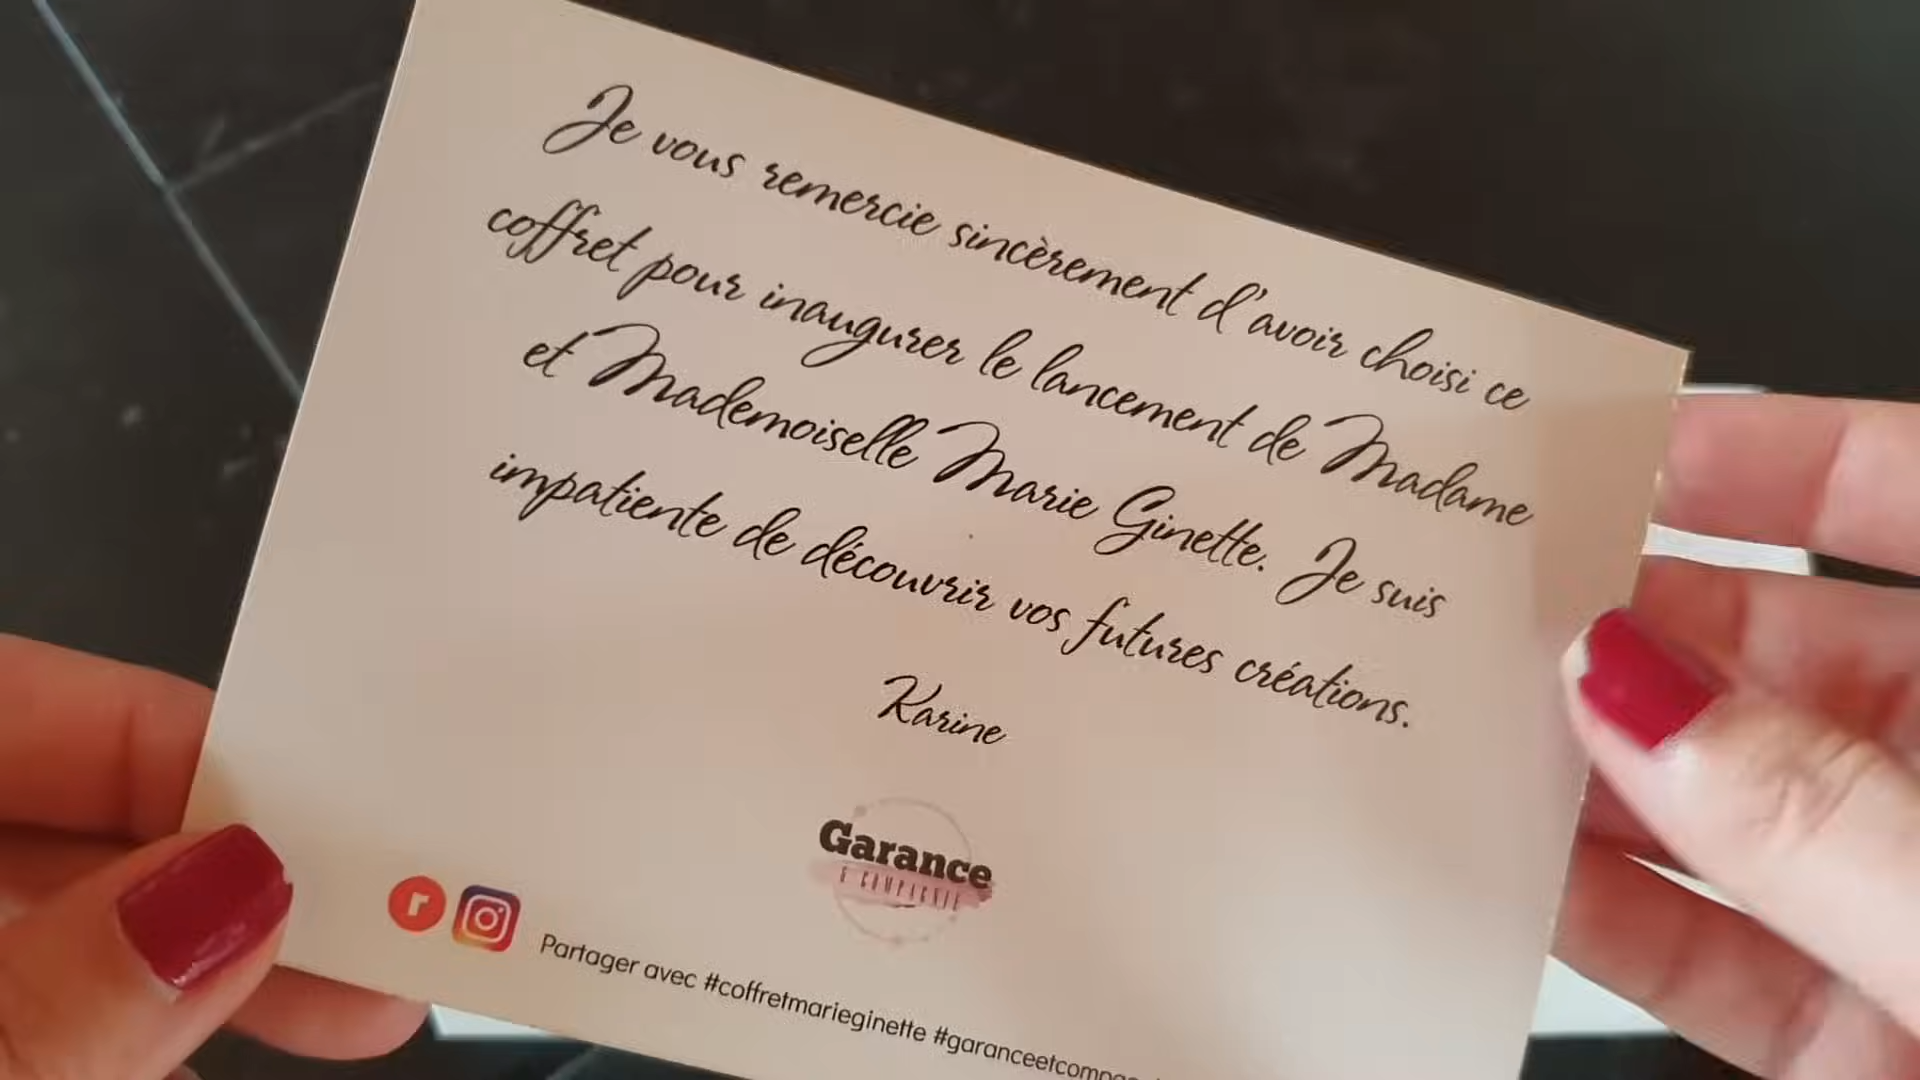 Je vous remercie sincèrement d'avoir choisi ce
coffret pour inaugurer le lancement de Madame
et Mademoiselle Marie Ginette. Je suis
impatiente de découvrir vos futures créations.
Karine
Garance
& COMPAGNIE
Partager avec #coffretmarieginette